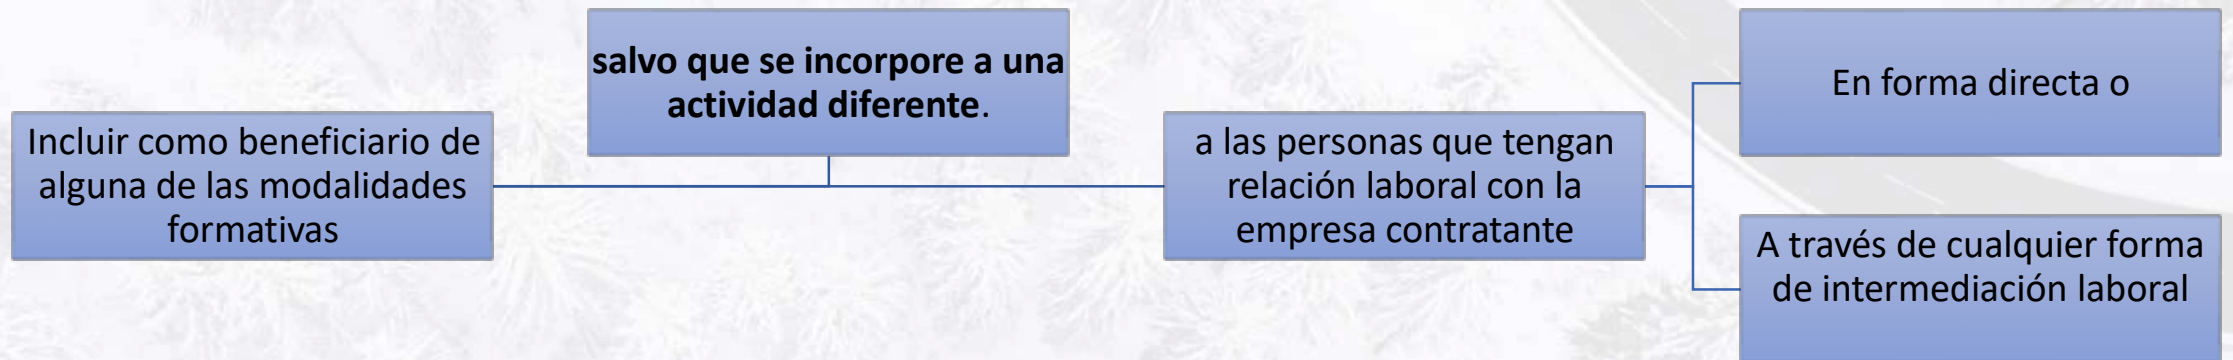 Incluir como beneficiario de
alguna de las modalidades
formativas
salvo que se incorpore a una
actividad diferente.
a las personas que tengan
relación laboral con la
empresa contratante
En forma directa o
A través de cualquier forma
de intermediación laboral